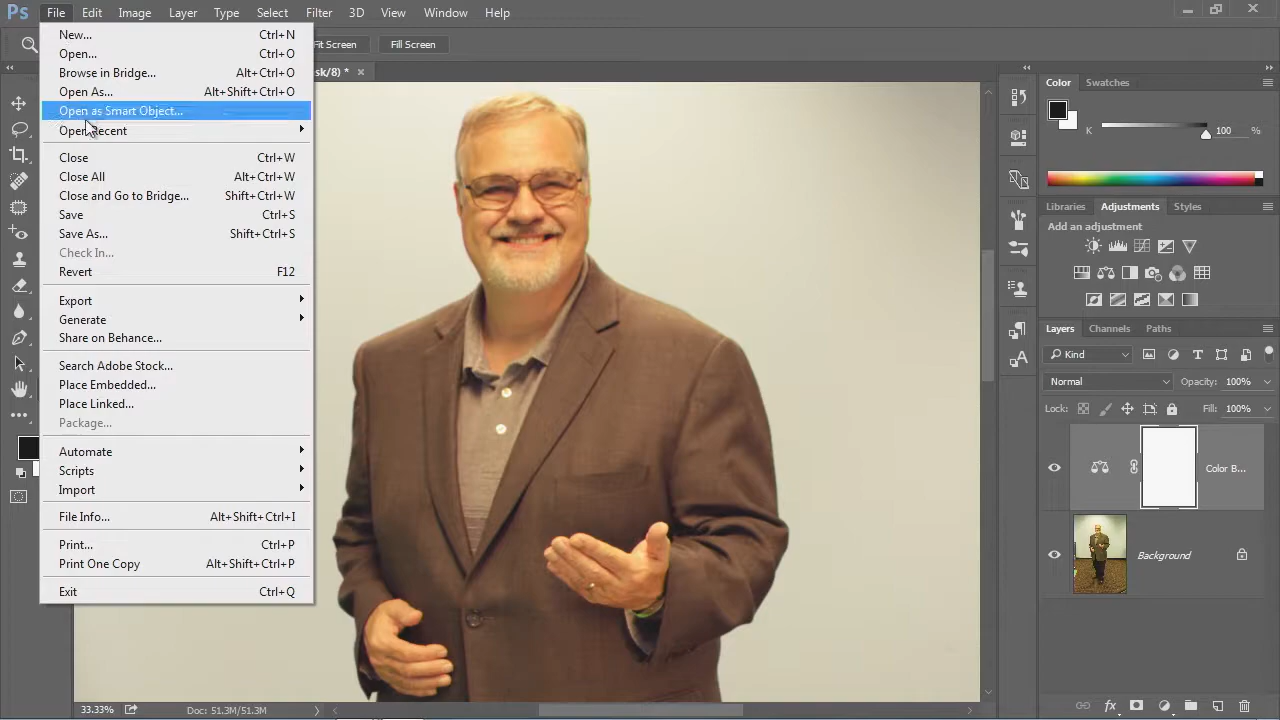 Ps File Edit Image Layer Type Select Filter 3D View Window Help
Fit Screen Fill Screen
sk/8) * ×
New... Ctrl+N
Open... Ctrl+O
Browse in Bridge... Alt+Ctrl+O
Open As... Alt+Shift+Ctrl+O
Open as Smart Object...
Open Recent
Close Ctrl+W
Close All Alt+Ctrl+W
Close and Go to Bridge... Shift+Ctrl+W
Save Ctrl+S
Save As... Shift+Ctrl+S
Check In...
Revert F12
Export
Generate
Share on Behance...
Search Adobe Stock...
Place Embedded...
Place Linked...
Package...
Automate
Scripts
Import
File Info... Alt+Shift+Ctrl+I
Print... Ctrl+P
Print One Copy Alt+Shift+Ctrl+P
Exit Ctrl+Q
Color Swatches
K 100 %
Libraries Adjustments Styles
Add an adjustment
Layers Channels Paths
Kind
Normal Opacity: 100%
Lock: Fill: 100%
Color B...
Background
33.33% Doc: 51.3M/51.3M